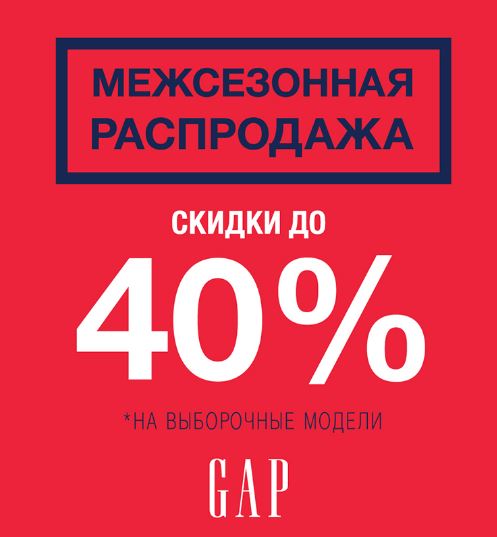 МЕЖСЕЗОННАЯ
РАСПРОДАЖА
СКИДКИ ДО
40%
*НА ВЫБОРОЧНЫЕ МОДЕЛИ
GAP